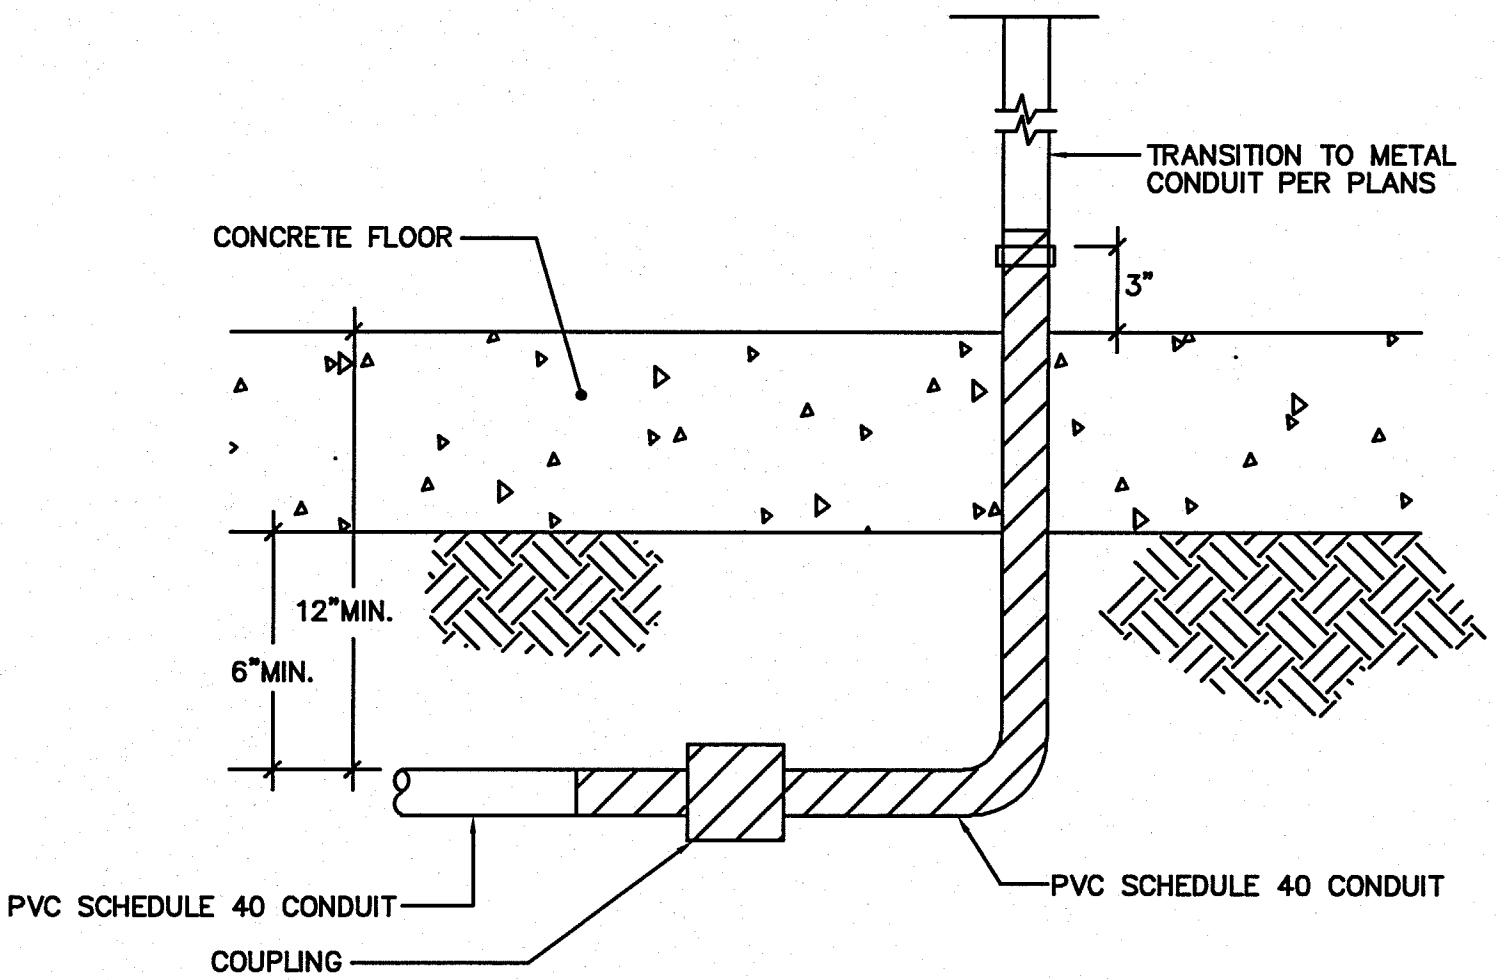 TRANSITION TO METAL
CONDUIT PER PLANS
CONCRETE FLOOR
3"
12"MIN.
6"MIN.
PVC SCHEDULE 40 CONDUIT
PVC SCHEDULE 40 CONDUIT
COUPLING